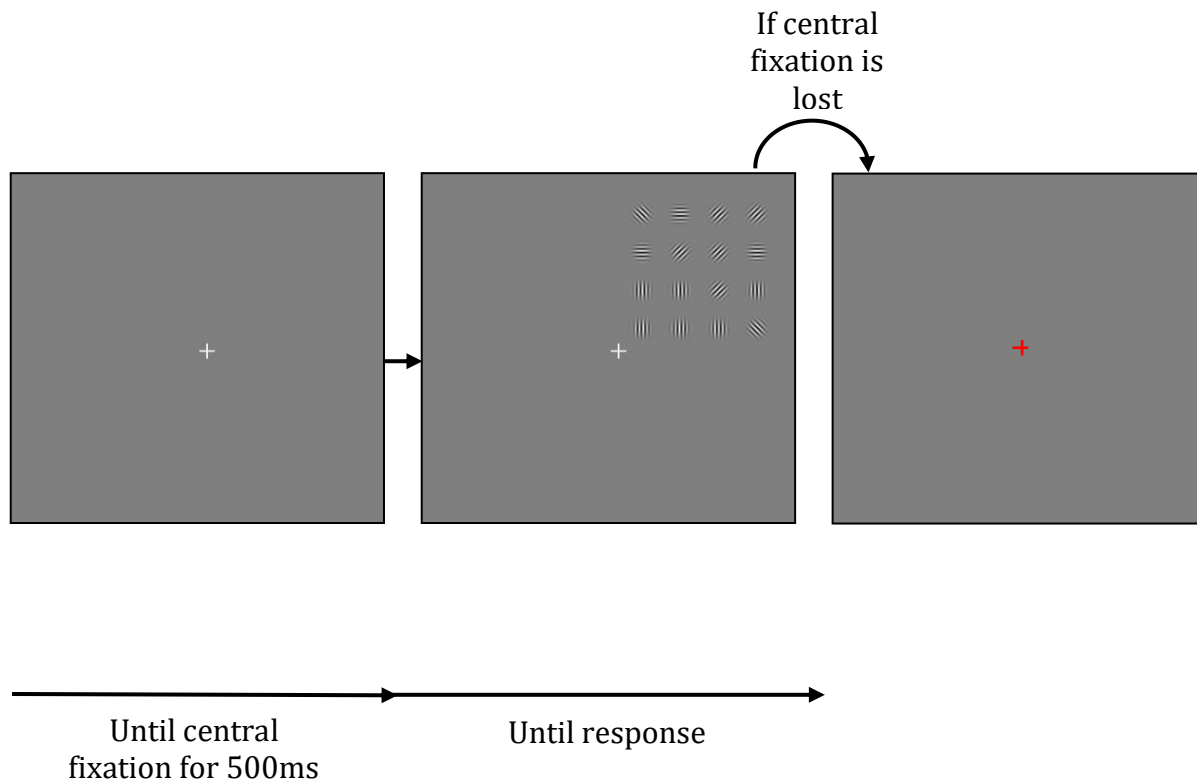 If central
fixation is
lost
Until central
fixation for 500ms
Until response